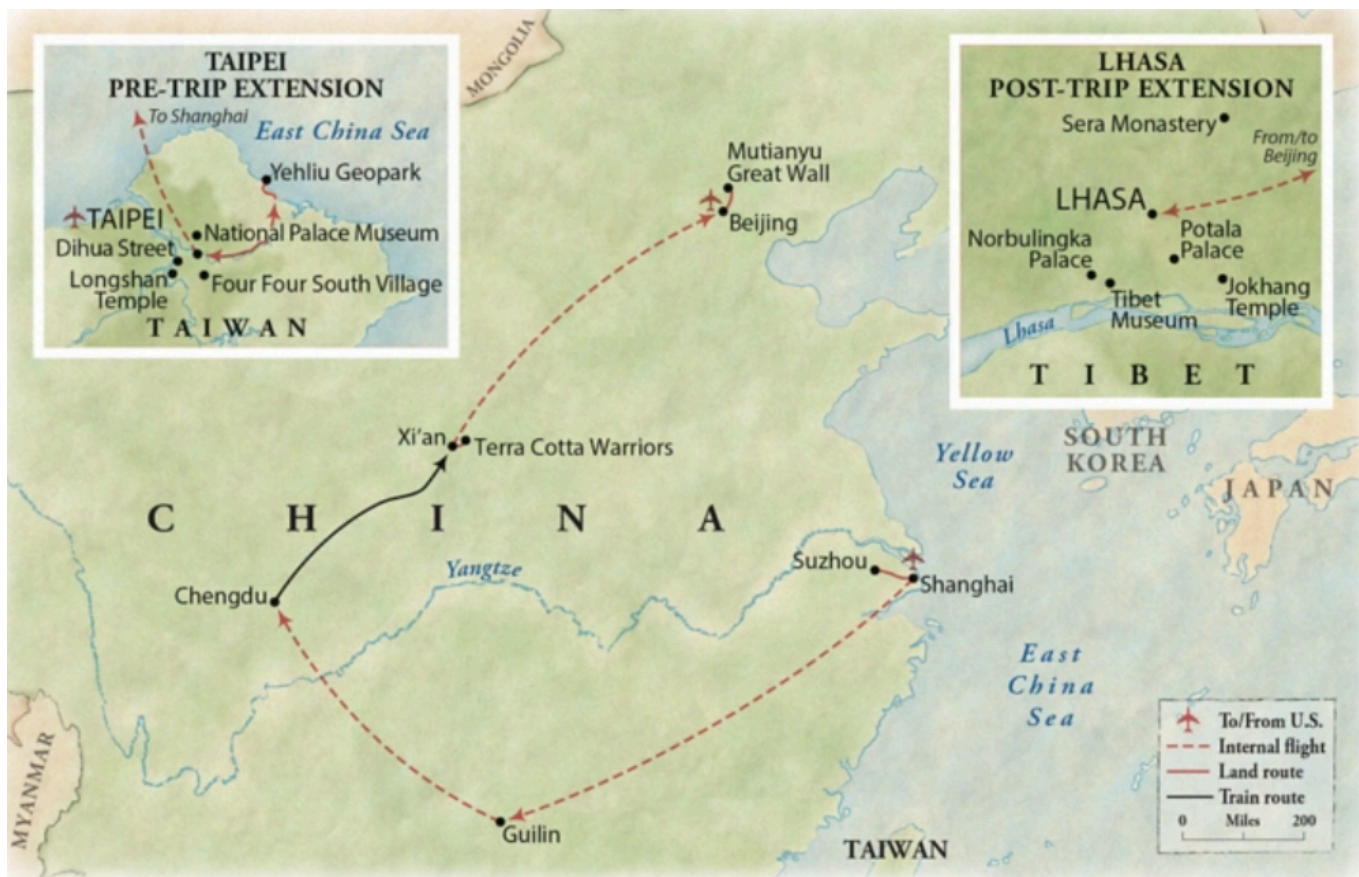 TAIPEI
PRE-TRIP EXTENSION
To Shanghai
East China Sea
Yehliu Geopark
TAIPEI
National Palace Museum
Dihua Street
Longshan
Temple
Four Four South Village
TAIWAN
MONGOLIA
LHASA
POST-TRIP EXTENSION
Sera Monastery
From/to
Beijing
LHASA
Potala
Palace
Norbulingka
Palace
Jokhang
Temple
Tibet
Museum
Lhasa
TIBET
Mutianyu
Great Wall
Beijing
Xi'an
Terra Cotta Warriors
SOUTH
KOREA
Yellow
Sea
JAPAN
CHINA
Yangtze
Suzhou
Shanghai
Chengdu
East
China
Sea
MYANMAR
Guilin
TAIWAN
To/From U.S.
Internal flight
Land route
Train route
0 Miles 200